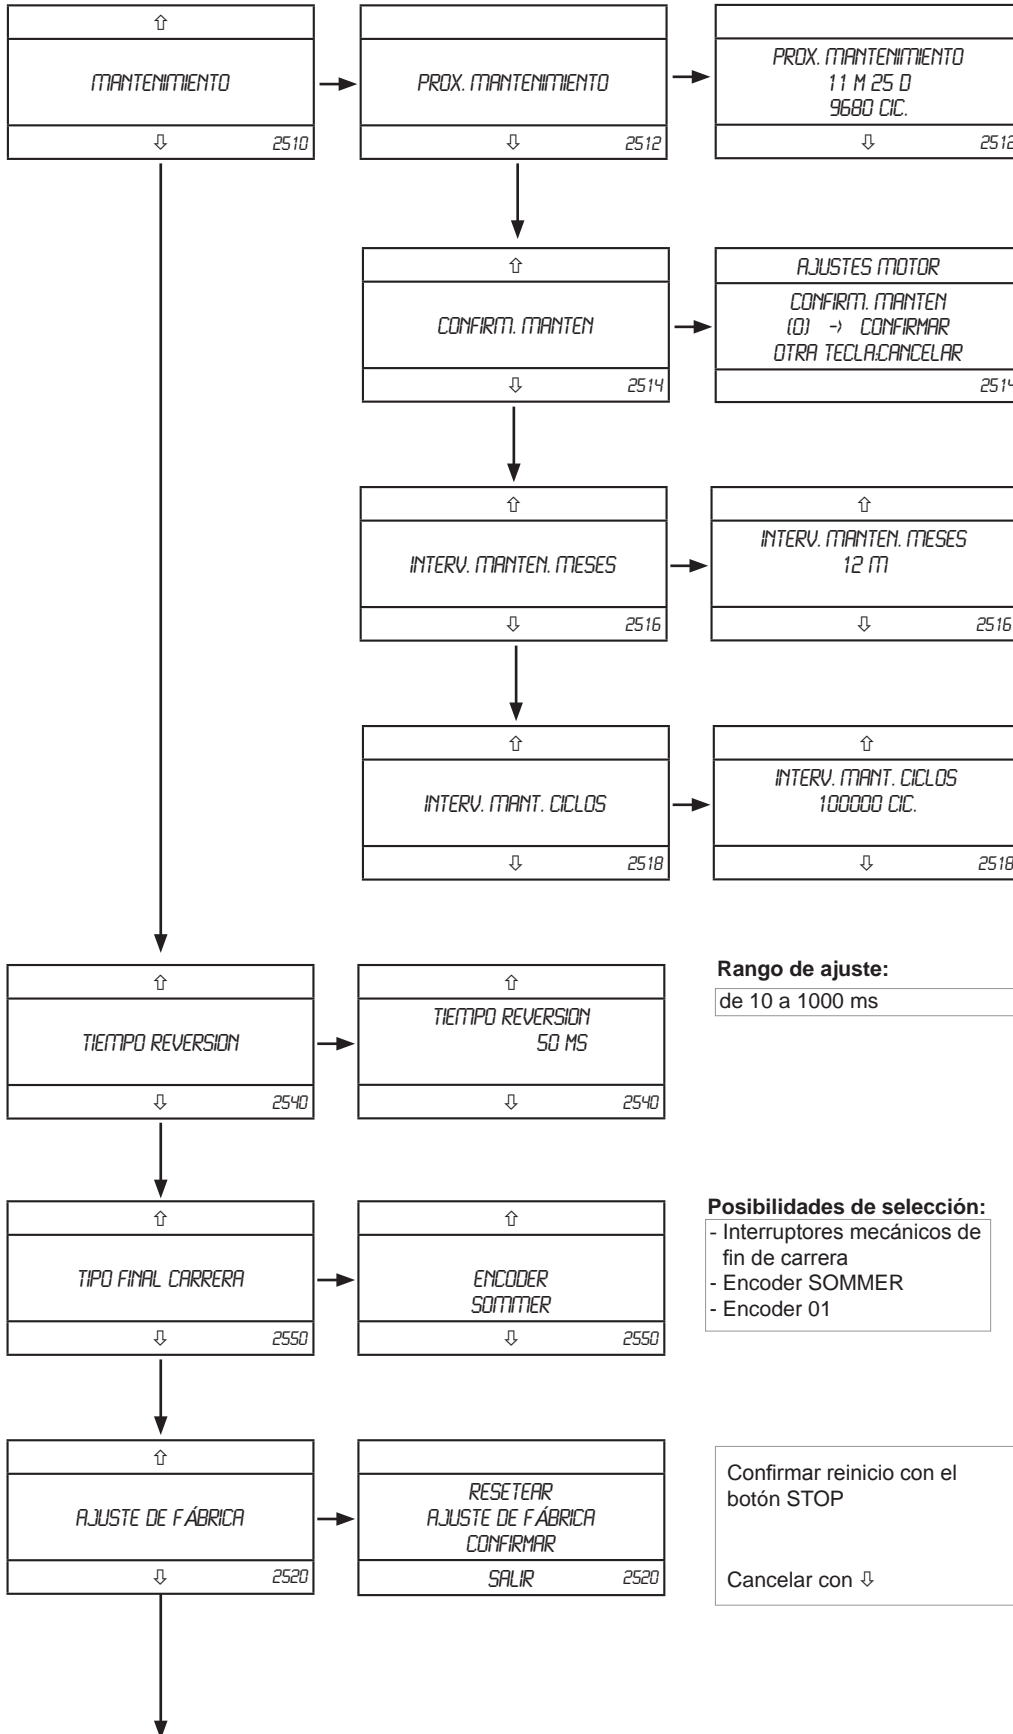 ⇧
MANTENIMIENTO
⇩ 2510
PROX. MANTENIMIENTO
⇩ 2512
PROX. MANTENIMIENTO
11 M 25 D
9680 CIC.
⇩ 2512
⇧
CONFIRM. MANTEN
⇩ 2514
AJUSTES MOTOR
CONFIRM. MANTEN
(0) -> CONFIRMAR
OTRA TECLA:CANCELAR
2514
⇧
INTERV. MANTEN. MESES
⇩ 2516
⇧
INTERV. MANTEN. MESES
12 M
⇩ 2516
⇧
INTERV. MANT. CICLOS
⇩ 2518
⇧
INTERV. MANT. CICLOS
100000 CIC.
⇩ 2518
⇧
TIEMPO REVERSION
⇩ 2540
⇧
TIEMPO REVERSION
50 MS
⇩ 2540
Rango de ajuste:
de 10 a 1000 ms
⇧
TIPO FINAL CARRERA
⇩ 2550
⇧
ENCODER
SOMMER
⇩ 2550
Posibilidades de selección:
- Interruptores mecánicos de
fin de carrera
- Encoder SOMMER
- Encoder 01
⇧
AJUSTE DE FÁBRICA
⇩ 2520
RESETEAR
AJUSTE DE FÁBRICA
CONFIRMAR
SALIR 2520
Confirmar reinicio con el
botón STOP
Cancelar con ⇩